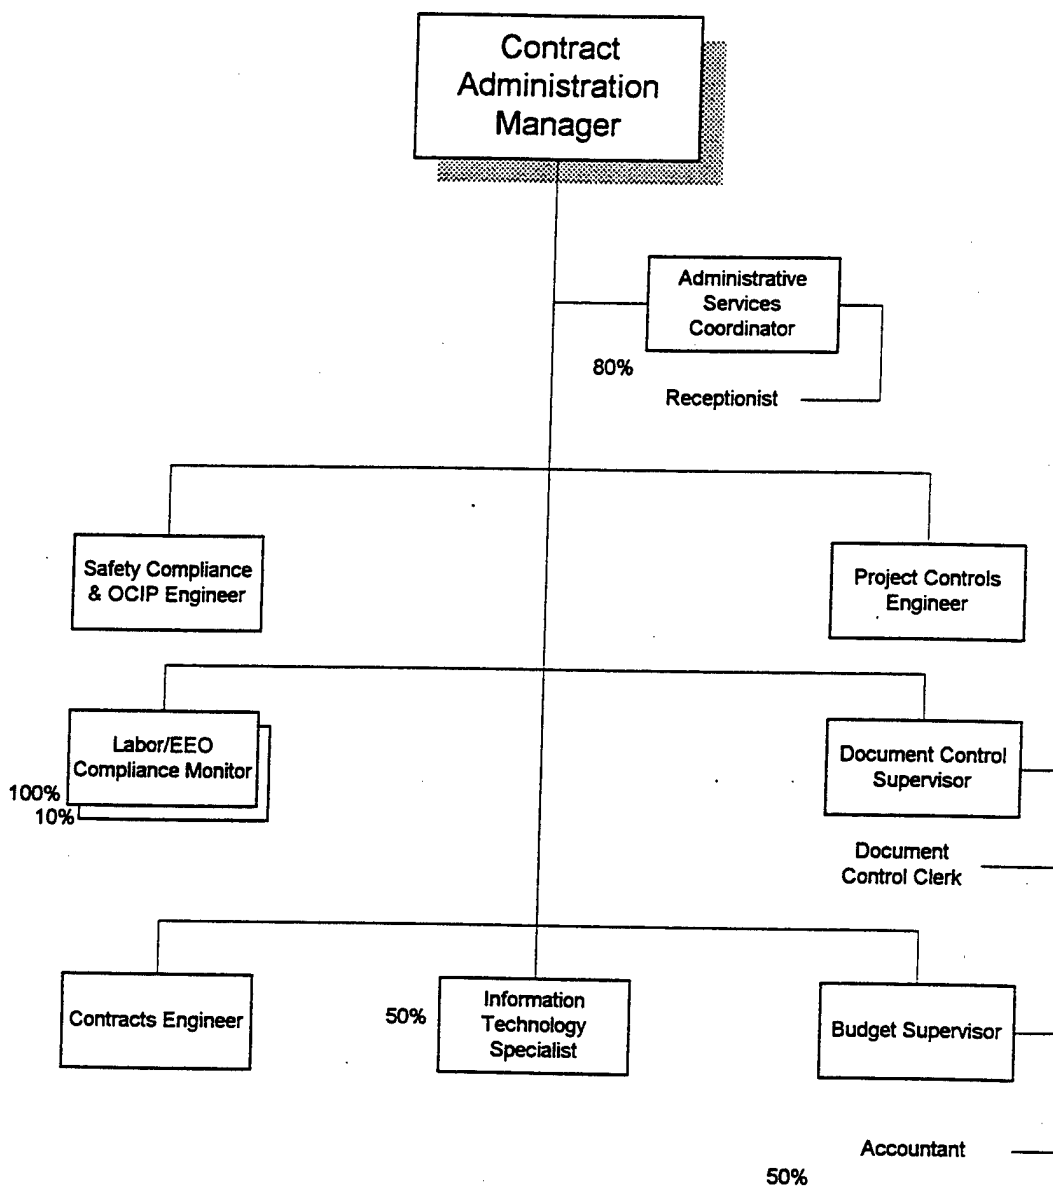 Contract
Administration
Manager
Administrative
Services
Coordinator
80%
Receptionist
Safety Compliance
& OCIP Engineer
Project Controls
Engineer
Labor/EEO
Compliance Monitor
100%
10%
Document Control
Supervisor
Document
Control Clerk
Contracts Engineer
50%
Information
Technology
Specialist
Budget Supervisor
Accountant
50%